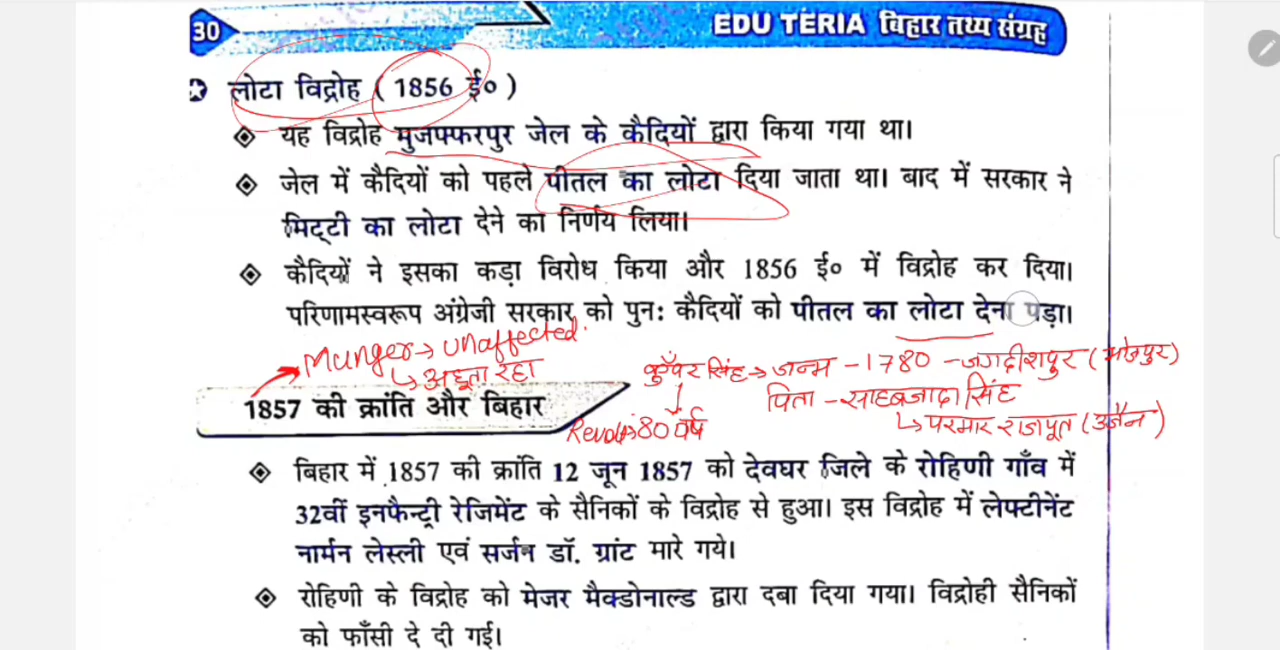 30
EDU TERIA बिहार तथ्य संग्रह
लोटा विद्रोह ( 1856 ई० )
यह विद्रोह मुजफ्फरपुर जेल के कैदियों द्वारा किया गया था।
जेल में कैदियों को पहले पीतल का लोटा दिया जाता था। बाद में सरकार ने
मिट्टी का लोटा देने का निर्णय लिया।
कैदियों ने इसका कड़ा विरोध किया और 1856 ई० में विद्रोह कर दिया।
परिणामस्वरूप अंग्रेजी सरकार को पुन: कैदियों को पीतल का लोटा देना पड़ा।
Munger → unaffected.
↳ अछूता रहा
कुँवर सिंह → जन्म - 1780 - जगदीशपुर (भोजपुर)
पिता - साहबजादा सिंह
↳ परमार राजपूत (उज्जैन)
80 वर्ष
1857 की क्रांति और बिहार
बिहार में 1857 की क्रांति 12 जून 1857 को देवघर जिले के रोहिणी गाँव में
32वीं इनफैन्ट्री रेजिमेंट के सैनिकों के विद्रोह से हुआ। इस विद्रोह में लेफ्टीनेंट
नार्मन लेस्ली एवं सर्जन डॉ. ग्रांट मारे गये।
रोहिणी के विद्रोह को मेजर मैक्डोनाल्ड द्वारा दबा दिया गया। विद्रोही सैनिकों
को फाँसी दे दी गई।